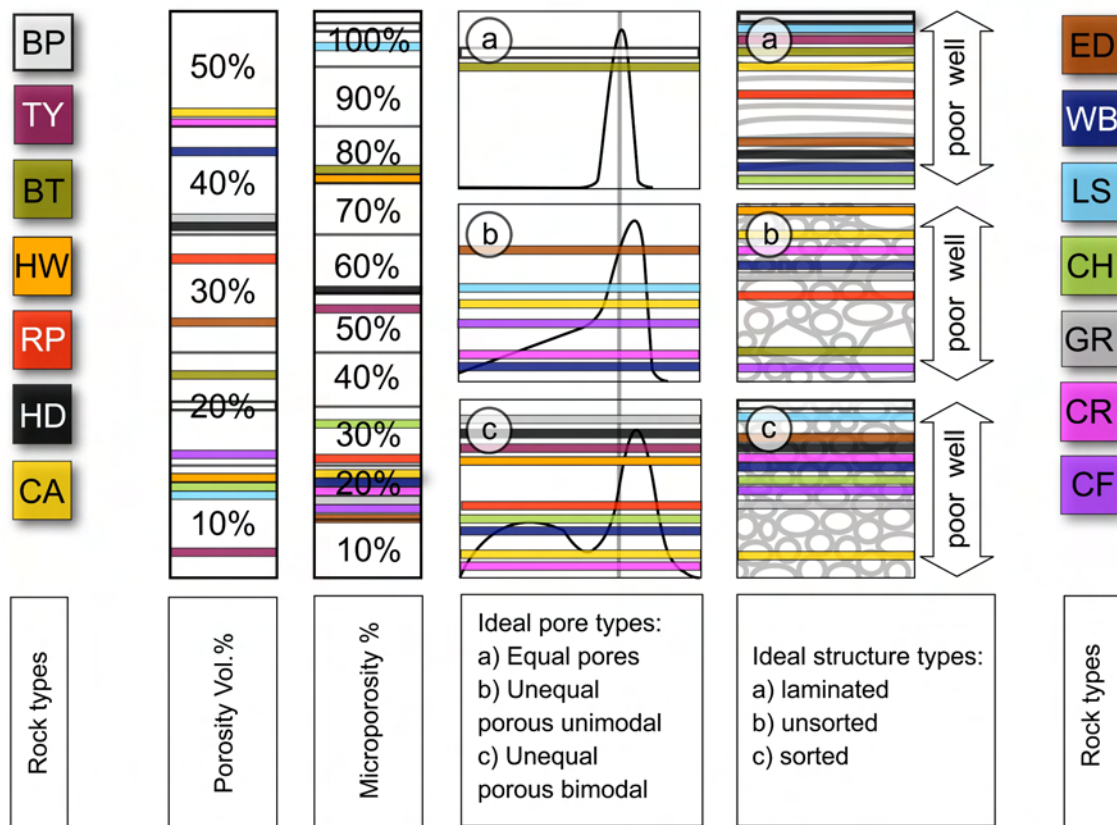 BP
TY
BT
HW
RP
HD
CA
50%
40%
30%
20%
10%
100%
90%
80%
70%
60%
50%
40%
30%
20%
10%
a
b
c
a
b
c
poor well
poor well
poor well
ED
WB
LS
CH
GR
CR
CF
Rock types
Porosity Vol.%
Microporosity %
Ideal pore types:
a) Equal pores
b) Unequal
porous unimodal
c) Unequal
porous bimodal
Ideal structure types:
a) laminated
b) unsorted
c) sorted
Rock types